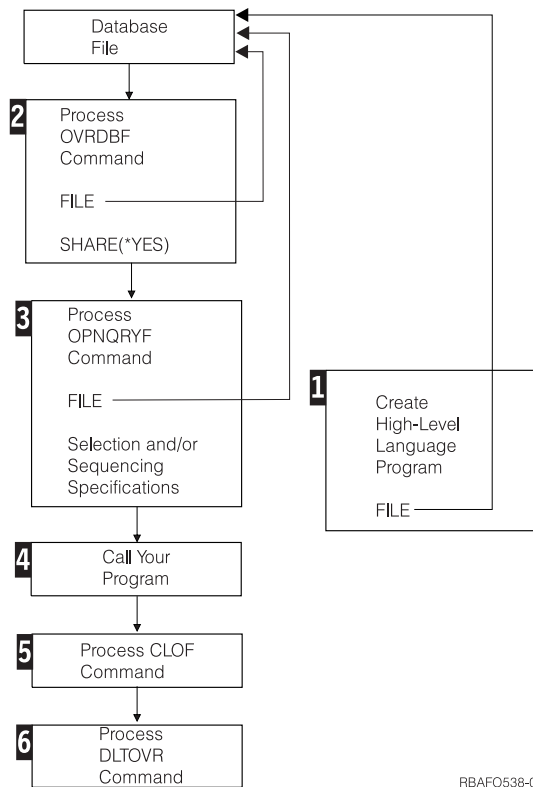 Database
File
2
Process
OVRDBF
Command
FILE
SHARE(*YES)
3
Process
OPNQRYF
Command
FILE
Selection and/or
Sequencing
Specifications
1
Create
High-Level
Language
Program
FILE
4
Call Your
Program
5
Process CLOF
Command
6
Process
DLTOVR
Command
RBAFO538-0